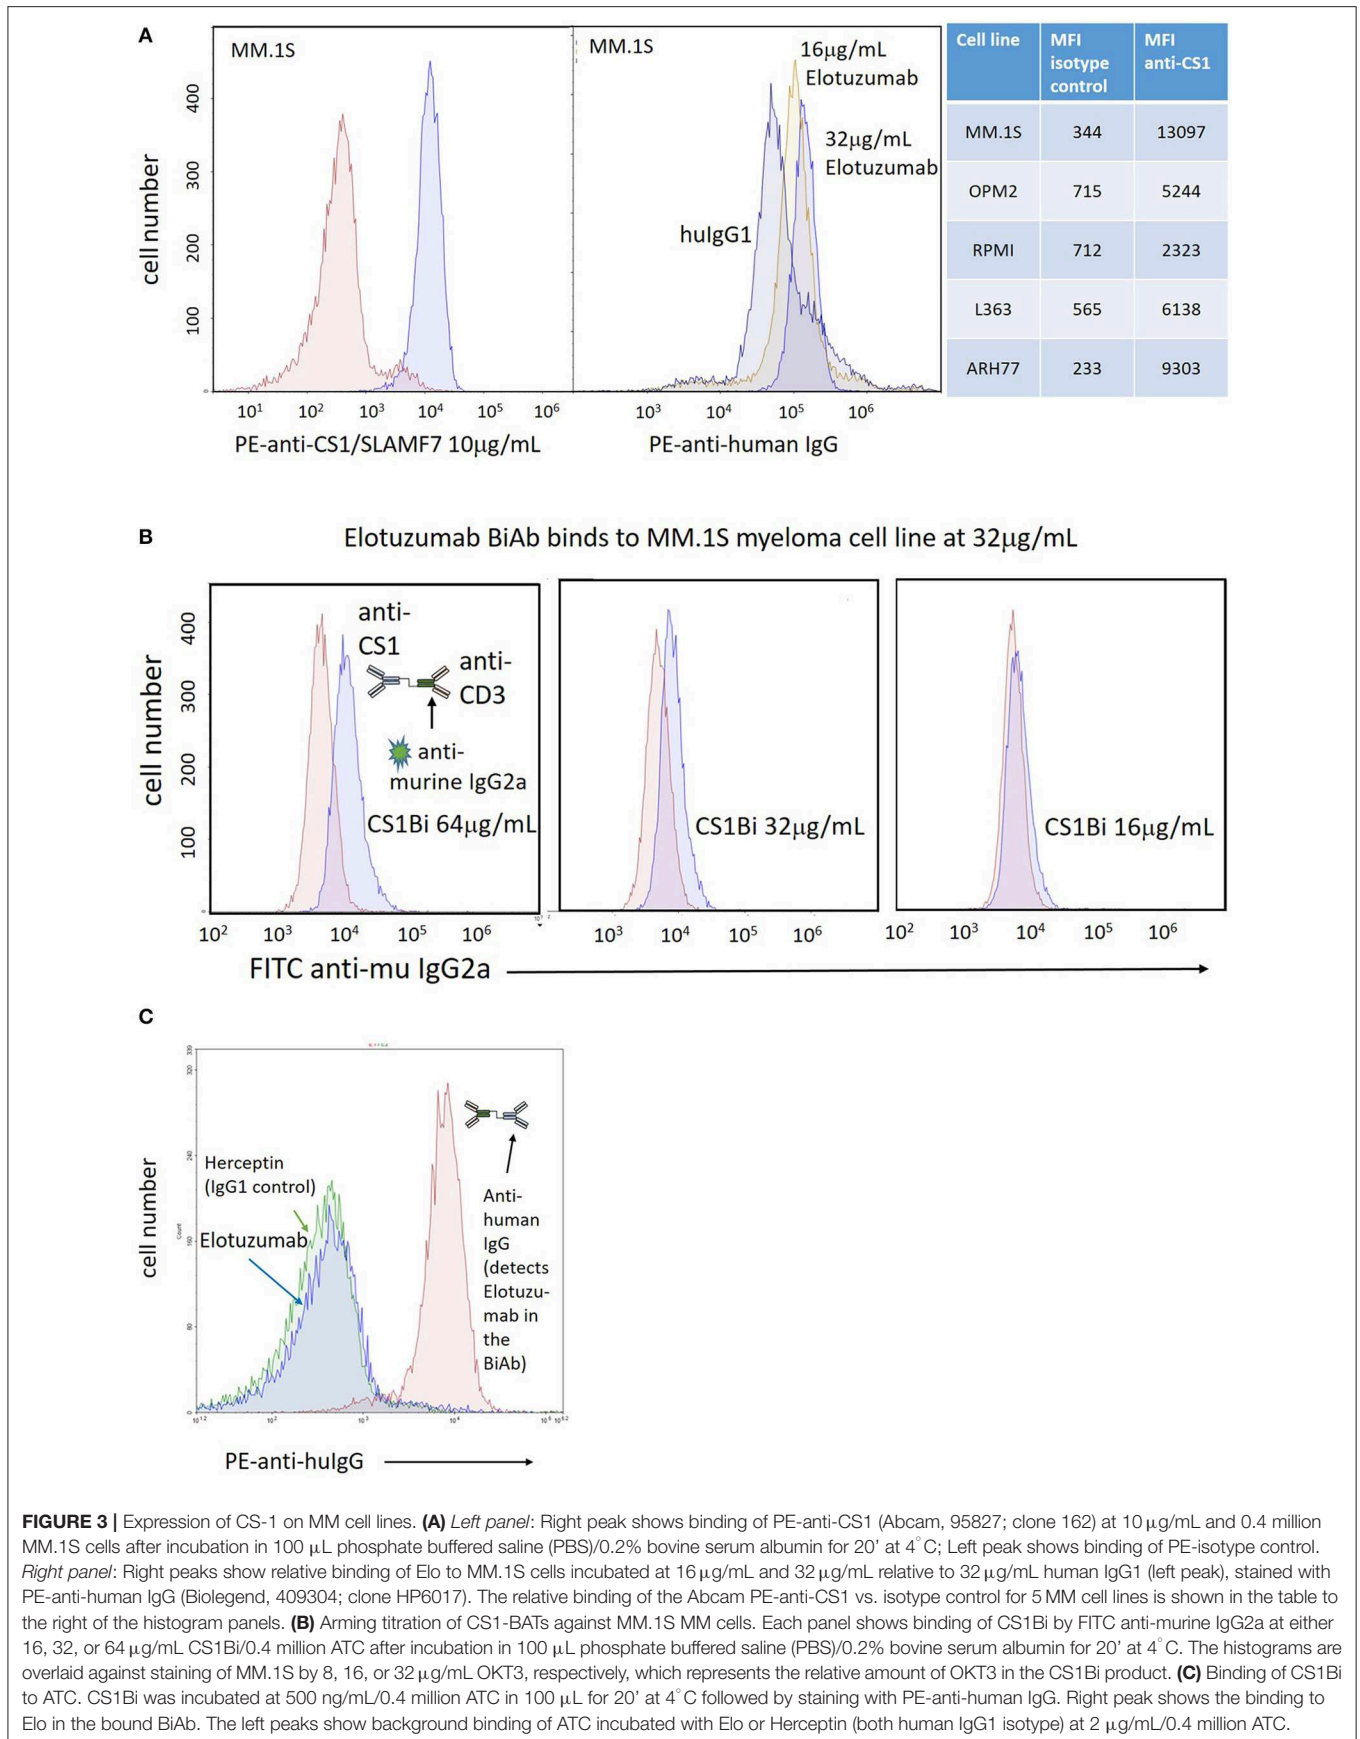 A
MM.1S
cell number
400
300
200
100
0
10¹ 10² 10³ 10⁴ 10⁵ 10⁶
PE-anti-CS1/SLAMF7 10µg/mL
MM.1S
16µg/mL
Elotuzumab
32µg/mL
Elotuzumab
huIgG1
10³ 10⁴ 10⁵ 10⁶
PE-anti-human IgG
Cell line MFI isotype control MFI anti-CS1
MM.1S 344 13097
OPM2 715 5244
RPMI 712 2323
L363 565 6138
ARH77 233 9303
B
Elotuzumab BiAb binds to MM.1S myeloma cell line at 32µg/mL
cell number
400
300
200
100
0
anti-
CS1
anti-
CD3
anti-
murine IgG2a
CS1Bi 64µg/mL
CS1Bi 32µg/mL
CS1Bi 16µg/mL
10² 10³ 10⁴ 10⁵ 10⁶
10³ 10⁴ 10⁵ 10⁶
10² 10³ 10⁴ 10⁵ 10⁶
FITC anti-mu IgG2a
C
cell number
Count
339
320
240
160
80
0
Herceptin
(IgG1 control)
Elotuzumab
Anti-
human
IgG
(detects
Elotuzu-
mab in
the
BiAb)
10¹·² 10² 10³ 10⁴ 10⁵ 10⁵·²
PE-anti-huIgG
FIGURE 3 | Expression of CS-1 on MM cell lines. (A) Left panel: Right peak shows binding of PE-anti-CS1 (Abcam, 95827; clone 162) at 10 µg/mL and 0.4 million
MM.1S cells after incubation in 100 µL phosphate buffered saline (PBS)/0.2% bovine serum albumin for 20' at 4°C; Left peak shows binding of PE-isotype control.
Right panel: Right peaks show relative binding of Elo to MM.1S cells incubated at 16 µg/mL and 32 µg/mL relative to 32 µg/mL human IgG1 (left peak), stained with
PE-anti-human IgG (Biolegend, 409304; clone HP6017). The relative binding of the Abcam PE-anti-CS1 vs. isotype control for 5 MM cell lines is shown in the table to
the right of the histogram panels. (B) Arming titration of CS1-BATs against MM.1S MM cells. Each panel shows binding of CS1Bi by FITC anti-murine IgG2a at either
16, 32, or 64 µg/mL CS1Bi/0.4 million ATC after incubation in 100 µL phosphate buffered saline (PBS)/0.2% bovine serum albumin for 20' at 4°C. The histograms are
overlaid against staining of MM.1S by 8, 16, or 32 µg/mL OKT3, respectively, which represents the relative amount of OKT3 in the CS1Bi product. (C) Binding of CS1Bi
to ATC. CS1Bi was incubated at 500 ng/mL/0.4 million ATC in 100 µL for 20' at 4°C followed by staining with PE-anti-human IgG. Right peak shows the binding to
Elo in the bound BiAb. The left peaks show background binding of ATC incubated with Elo or Herceptin (both human IgG1 isotype) at 2 µg/mL/0.4 million ATC.